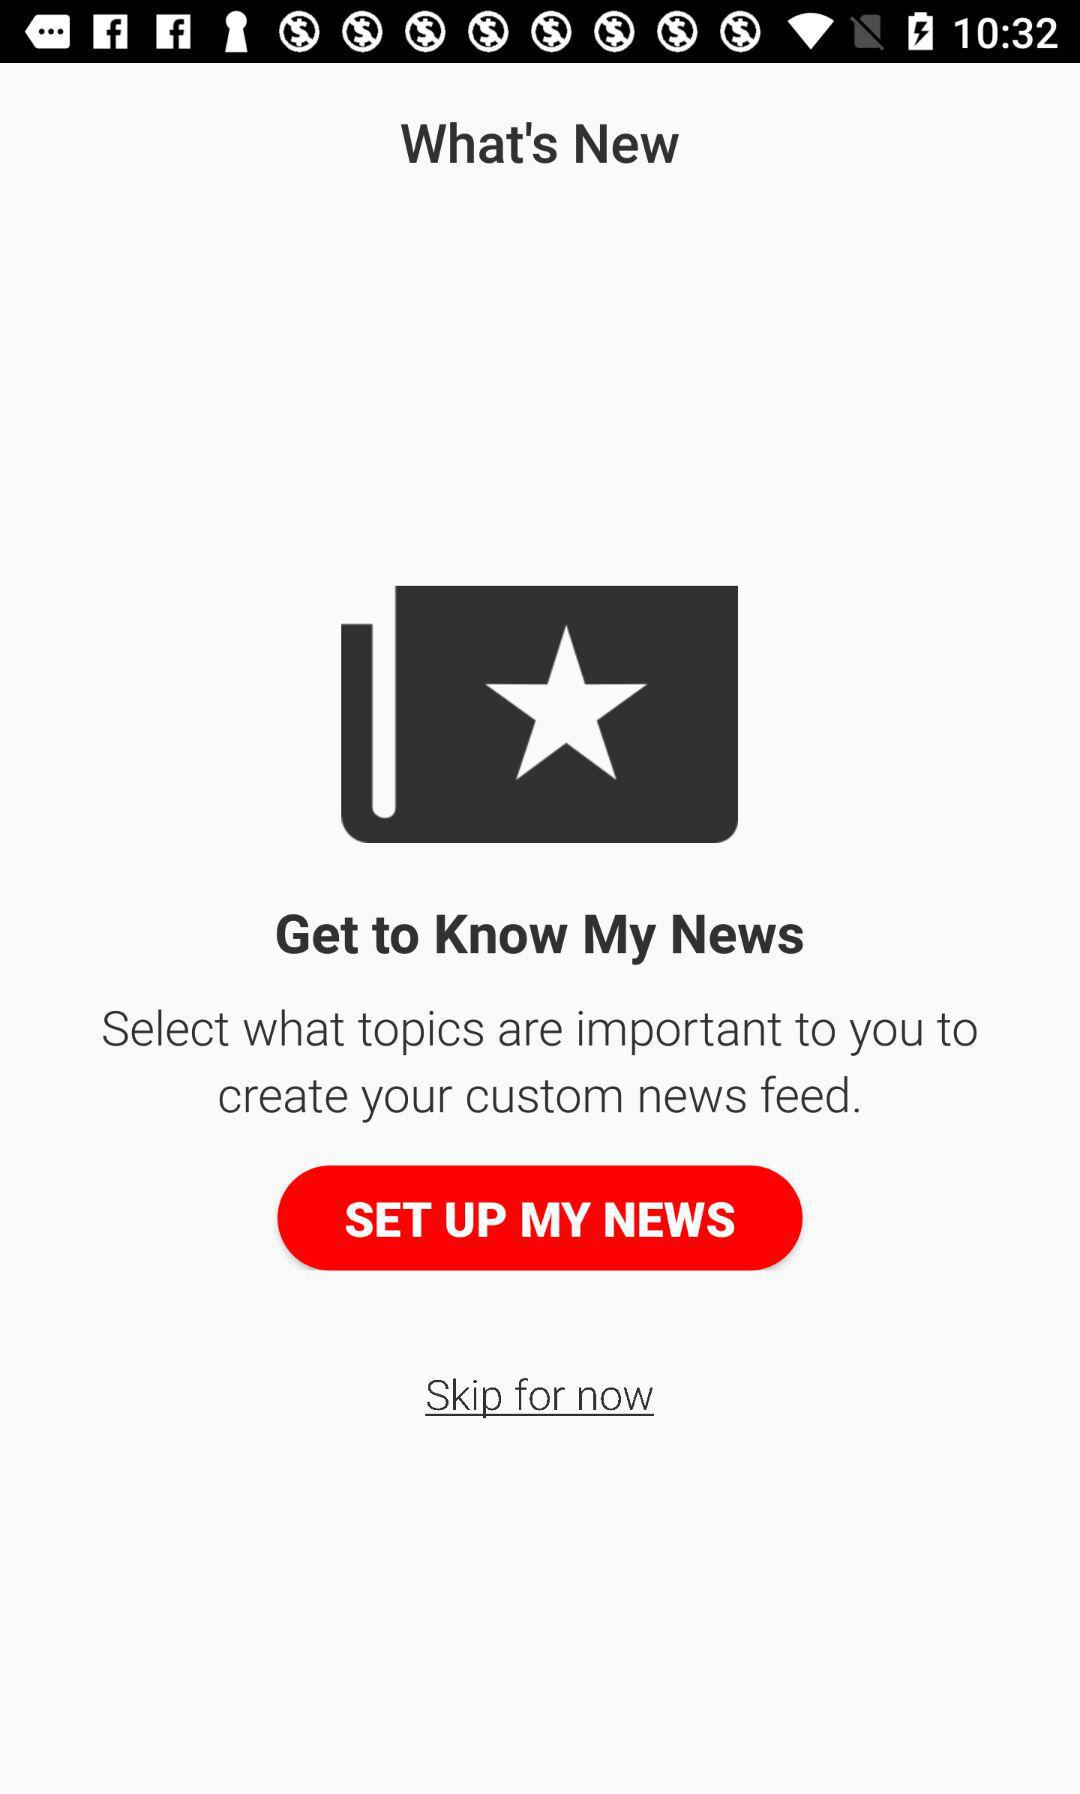 10:32
What's New
Get to Know My News
Select what topics are important to you to
create your custom news feed.
SET UP MY NEWS
Skip for now